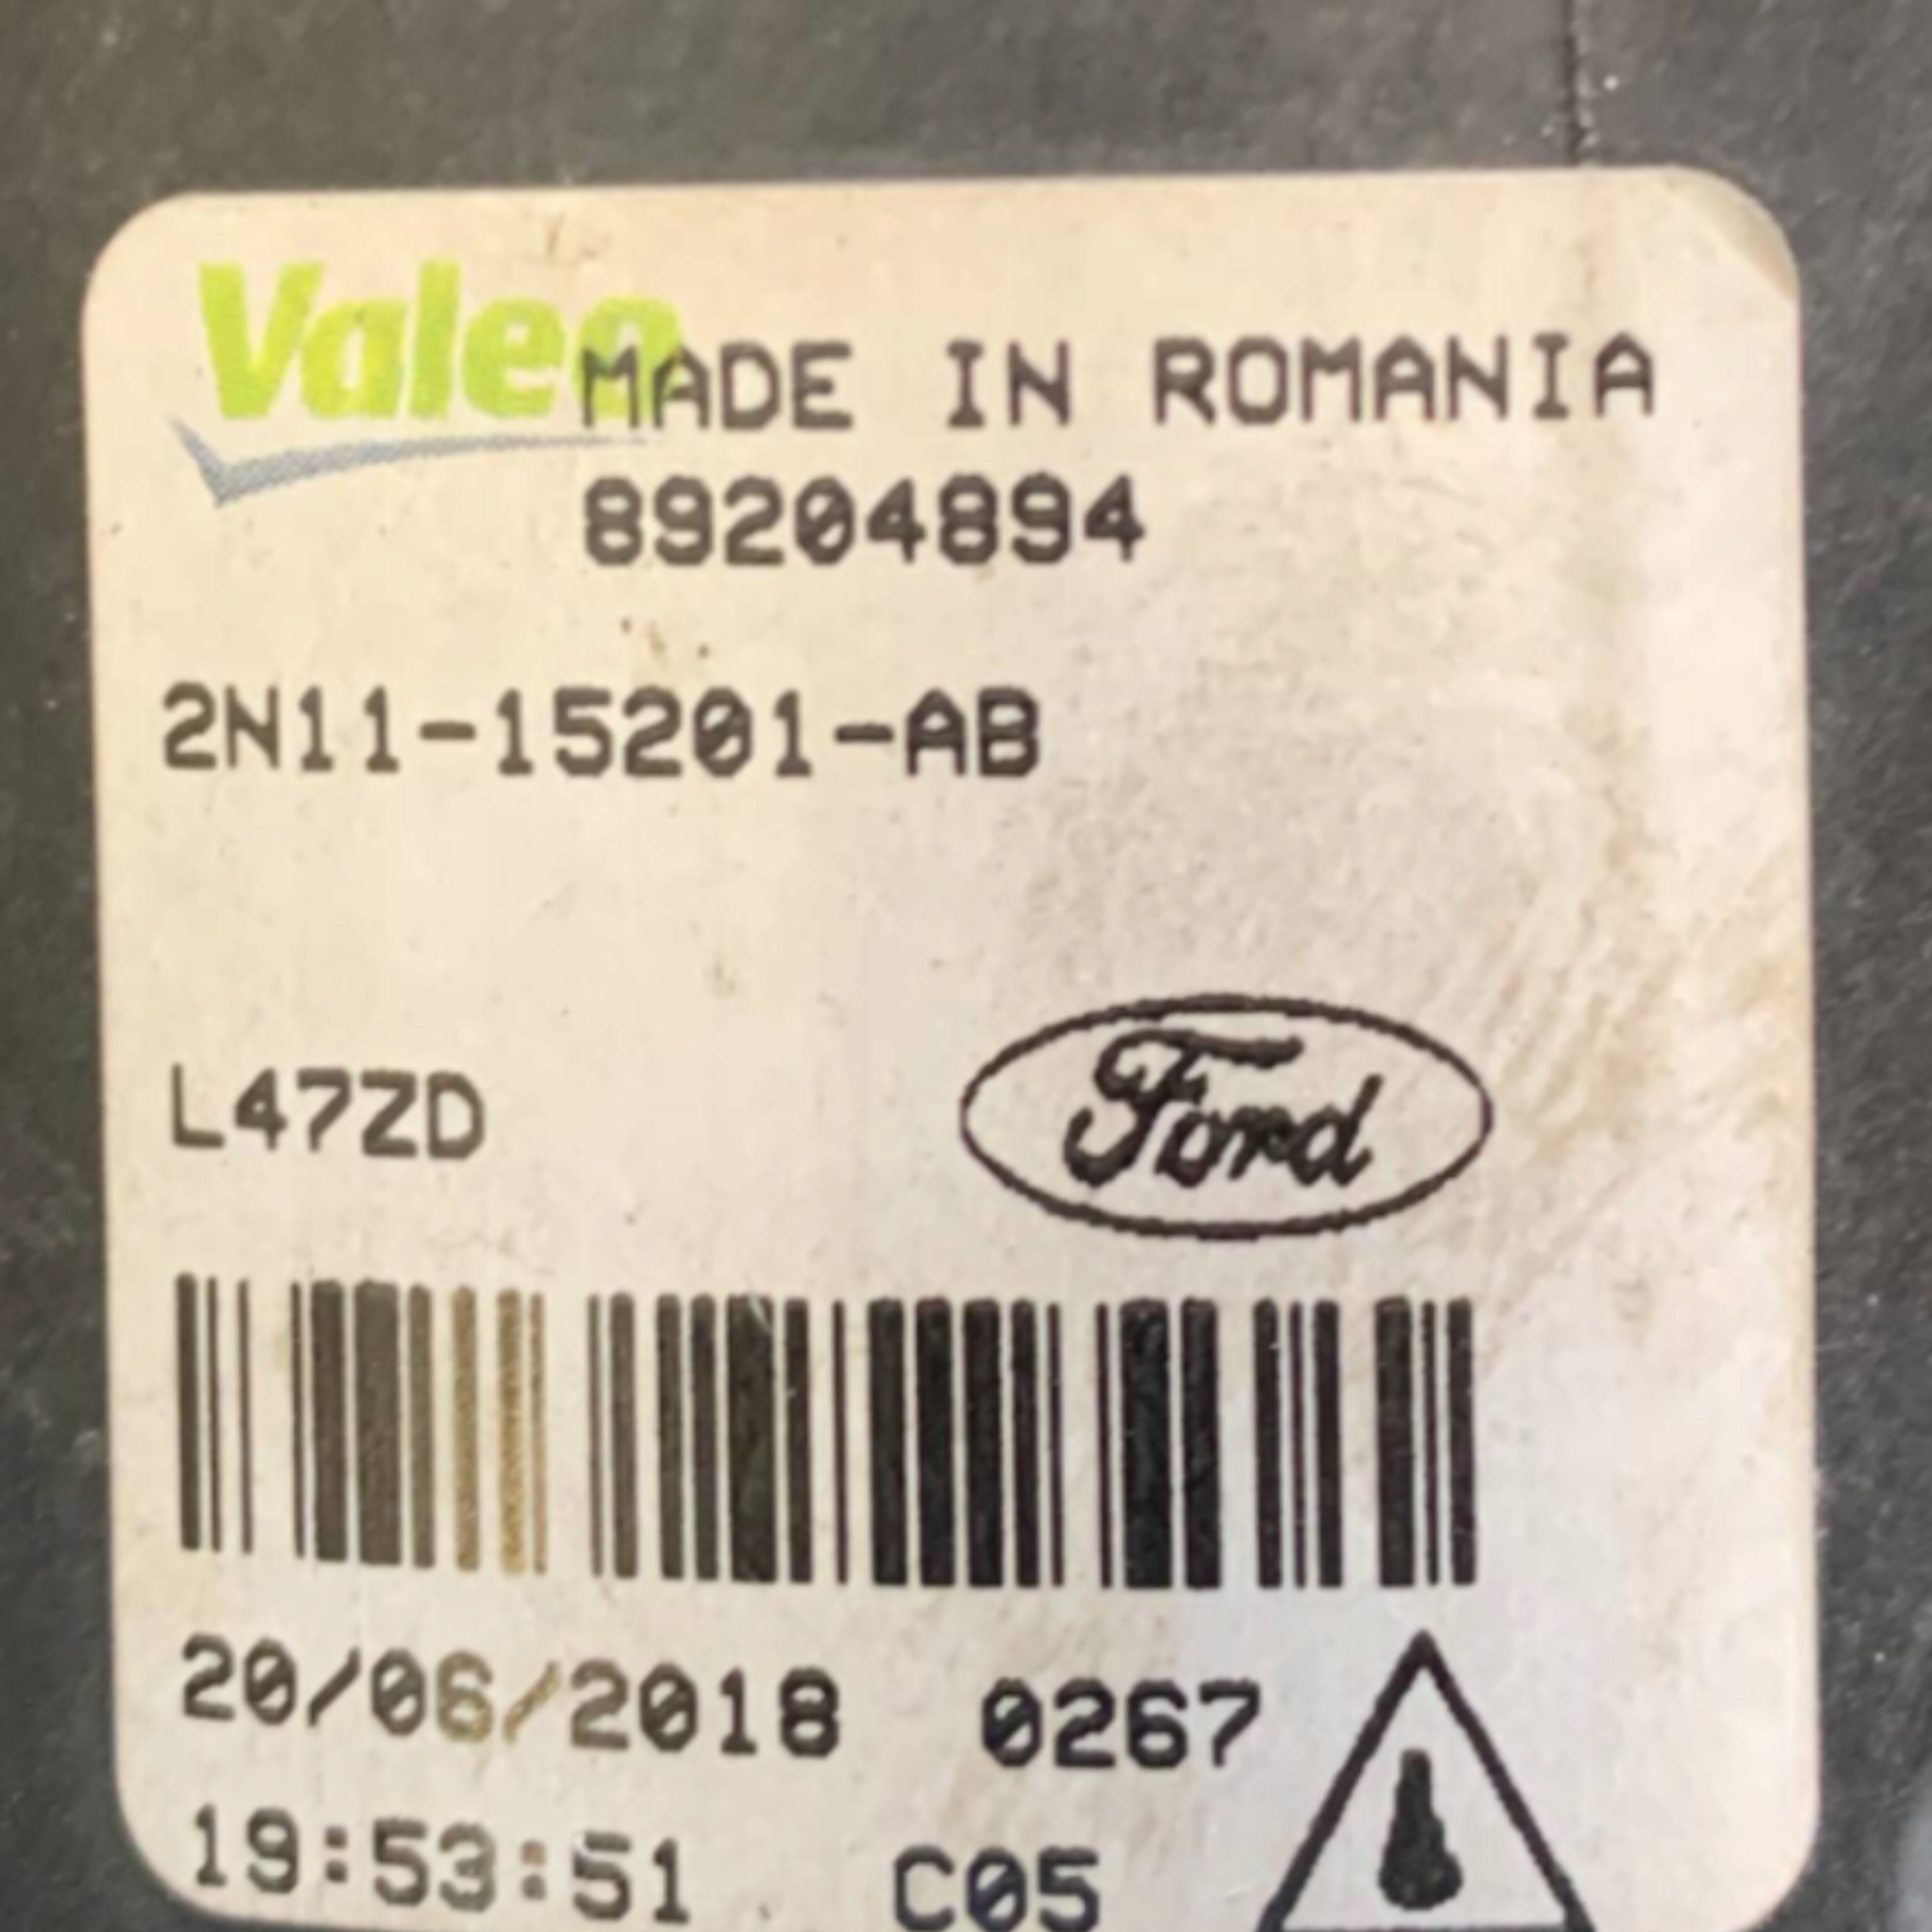 Valeo MADE IN ROMANIA
89204894
2N11-15201-AB
L47ZD
Ford
20/06/2018 0267
19:53:51 C05